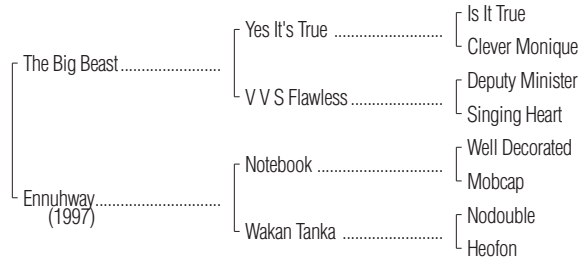 Is It True
Yes It's True ..........................
Clever Monique
The Big Beast........................
Deputy Minister
V V S Flawless.......................
Singing Heart
Well Decorated
Notebook ..............................
Mobcap
Ennuhway..............................
(1997)
Nodouble
Wakan Tanka ........................
Heofon